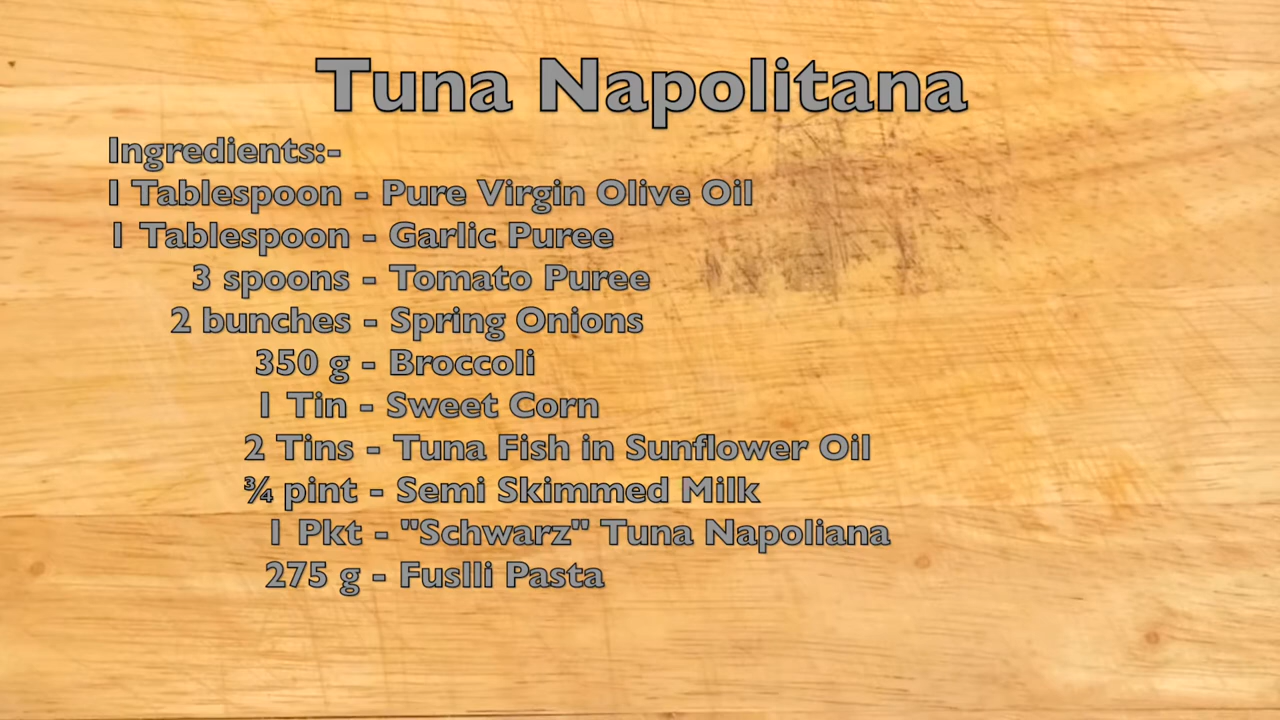 Tuna Napolitana
Ingredients:-
1 Tablespoon - Pure Virgin Olive Oil
1 Tablespoon - Garlic Puree
3 spoons - Tomato Puree
2 bunches - Spring Onions
350 g - Broccoli
1 Tin - Sweet Corn
2 Tins - Tuna Fish in Sunflower Oil
¾ pint - Semi Skimmed Milk
1 Pkt - "Schwarz" Tuna Napoliana
275 g - Fuslli Pasta